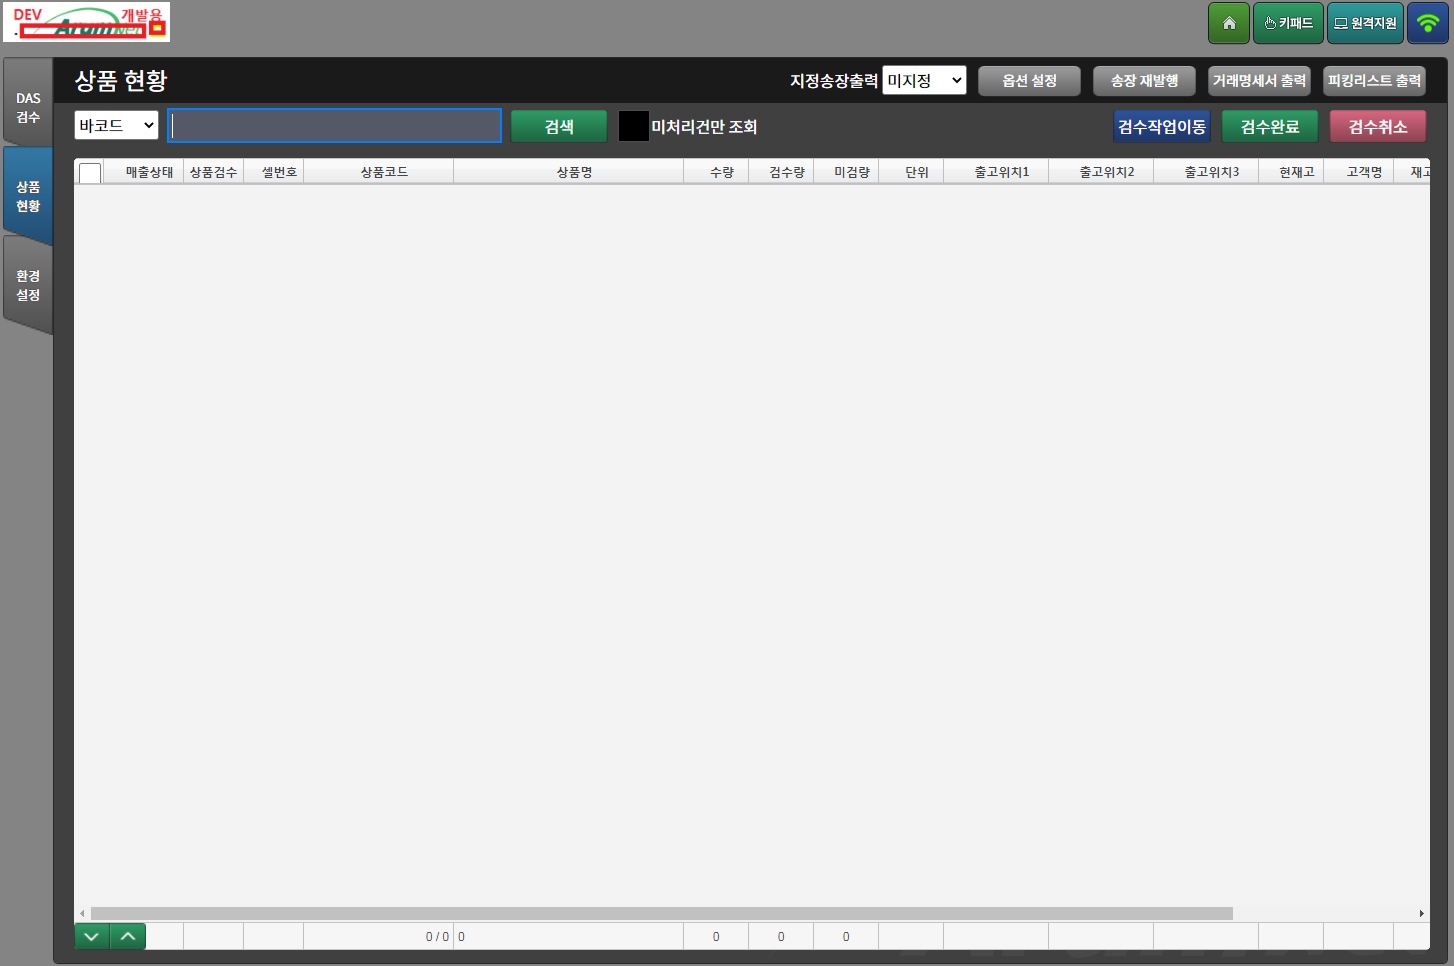 DEV 개발용
키패드
원격지원
DAS
검수
상품
현황
환경
설정
상품 현황
지정송장출력 미지정 옵션 설정 송장 재발행 거래명세서 출력 피킹리스트 출력
바코드 검색 미처리건만 조회 검수작업이동 검수완료 검수취소
매출상태 상품검수 셀번호 상품코드 상품명 수량 검수량 미검량 단위 출고위치1 출고위치2 출고위치3 현재고 고객명 재고
0 / 0 0 0 0 0